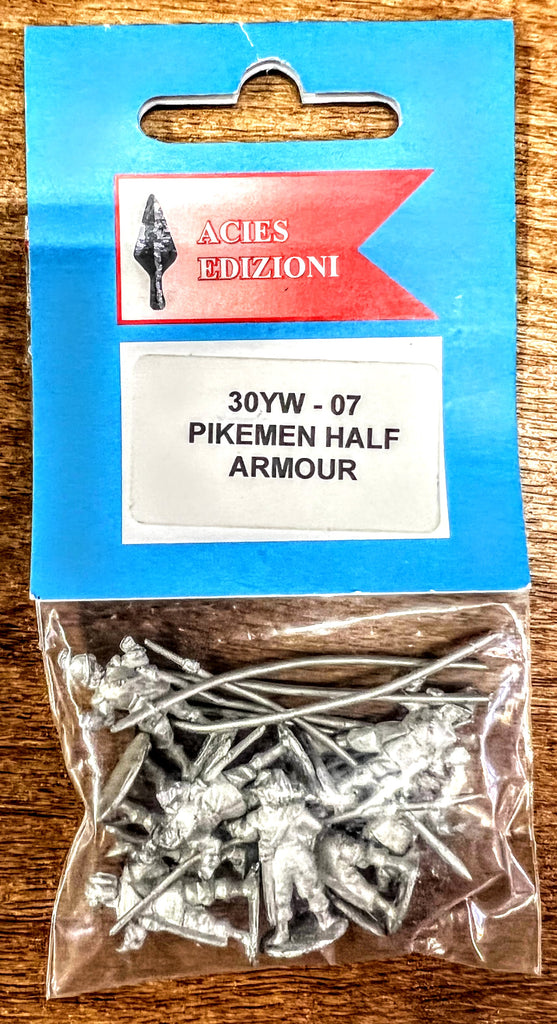 ACIES
EDIZIONI
30YW - 07
PIKEMEN HALF
ARMOUR